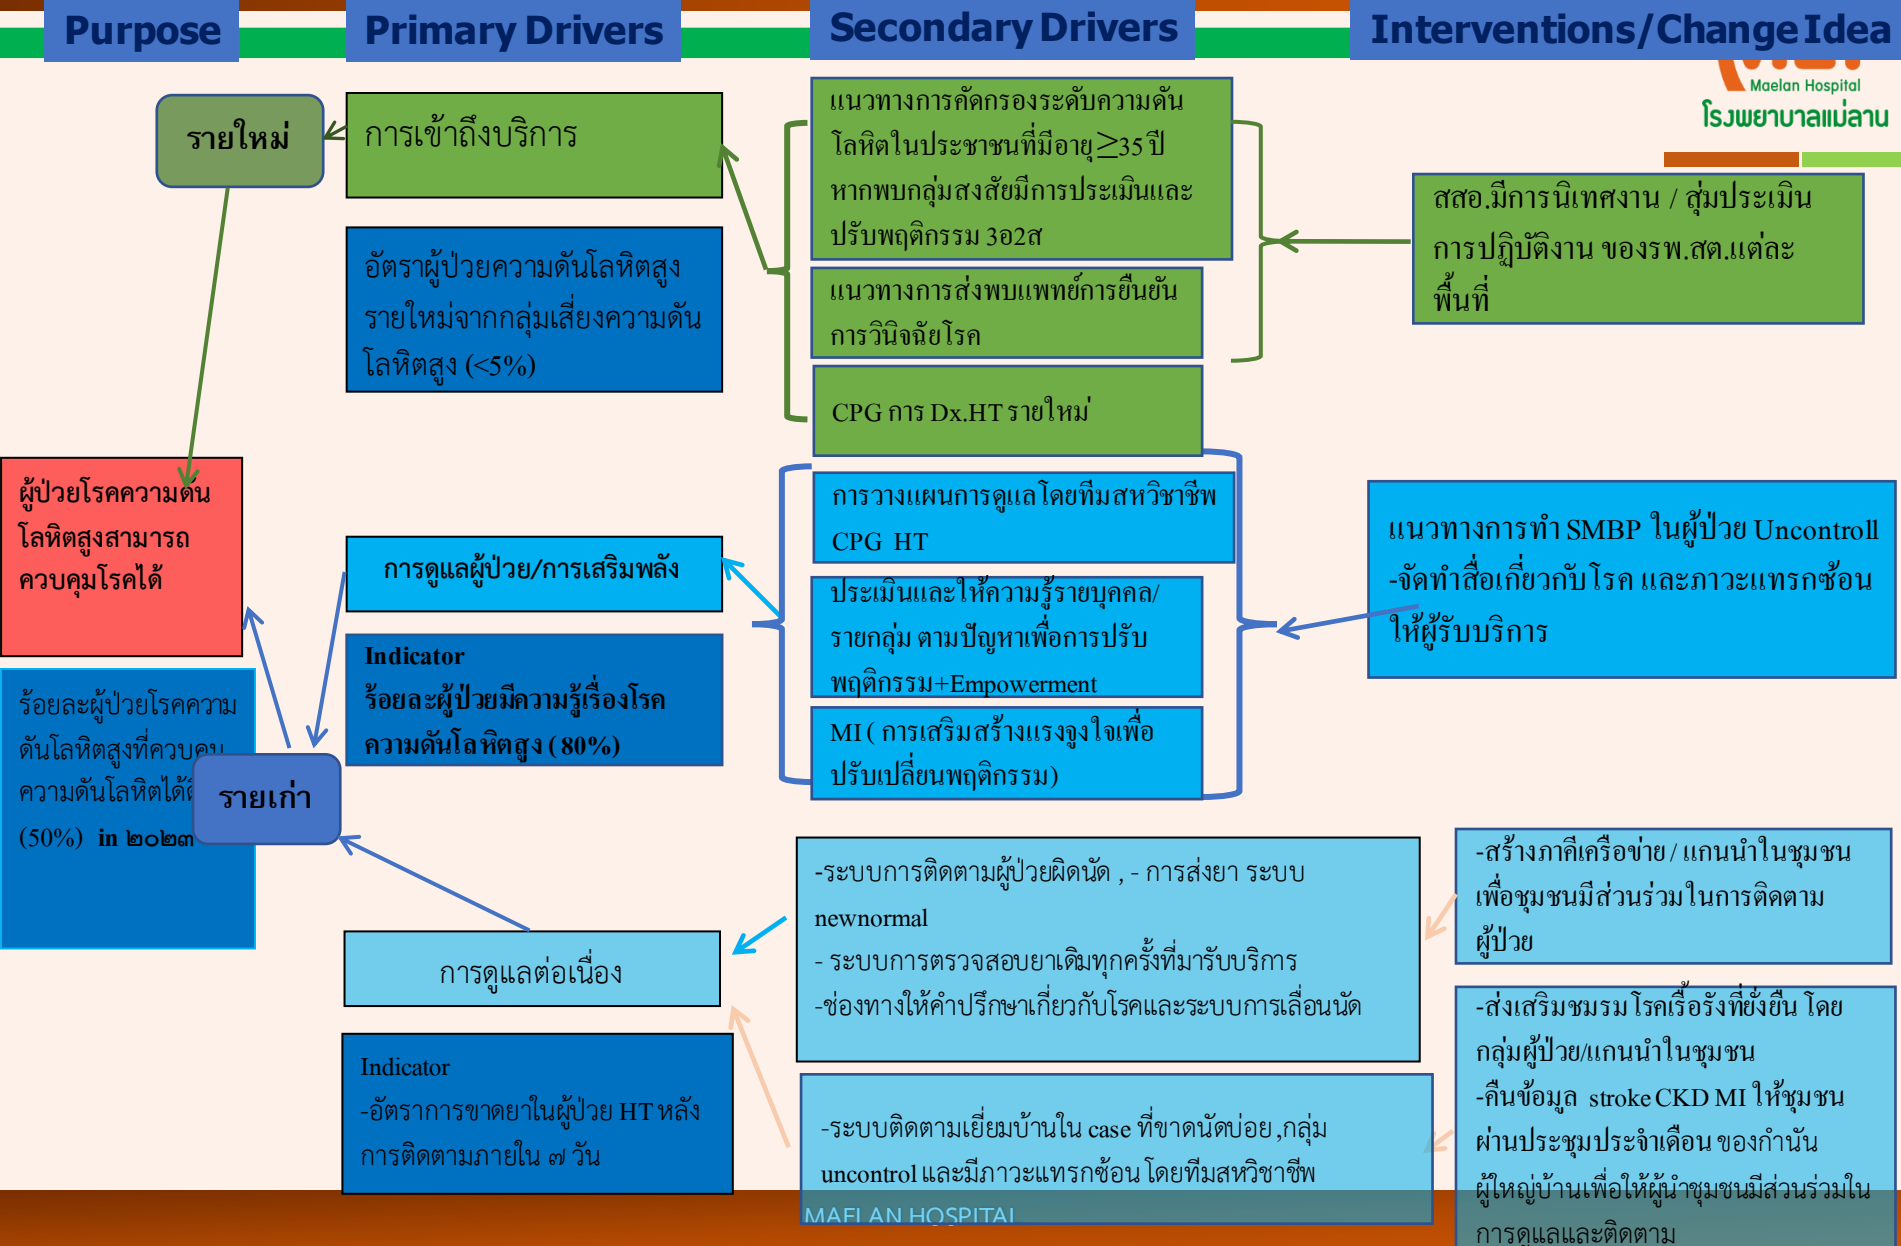 Purpose
Primary Drivers
Secondary Drivers
Interventions/Change Idea
Maelan Hospital
โรงพยาบาลแม่ลาน
รายใหม่
การเข้าถึงบริการ
อัตราผู้ป่วยความดันโลหิตสูง
รายใหม่จากกลุ่มเสี่ยงความดัน
โลหิตสูง (<5%)
แนวทางการคัดกรองระดับความดัน
โลหิตในประชาชนที่มีอายุ≥35 ปี
หากพบกลุ่มสงสัยมีการประเมินและ
ปรับพฤติกรรม 3อ2ส
แนวทางการส่งพบแพทย์การยืนยัน
การวินิจฉัยโรค
CPG การ Dx.HT รายใหม่
สสอ.มีการนิเทศงาน / สุ่มประเมิน
การปฏิบัติงาน ของรพ.สต.แต่ละ
พื้นที่
ผู้ป่วยโรคความดัน
โลหิตสูงสามารถ
ควบคุมโรคได้
ร้อยละผู้ป่วยโรคความ
ดันโลหิตสูงที่ควบคุม
ความดันโลหิตได้
(50%) in ๒๐๒๓
รายเก่า
การดูแลผู้ป่วย/การเสริมพลัง
Indicator
ร้อยละผู้ป่วยมีความรู้เรื่องโรค
ความดันโลหิตสูง ( 80%)
การวางแผนการดูแลโดยทีมสหวิชาชีพ
CPG HT
ประเมินและให้ความรู้รายบุคคล/
รายกลุ่ม ตามปัญหาเพื่อการปรับ
พฤติกรรม+Empowerment
MI ( การเสริมสร้างแรงจูงใจเพื่อ
ปรับเปลี่ยนพฤติกรรม)
แนวทางการทำ SMBP ในผู้ป่วย Uncontroll
-จัดทำสื่อเกี่ยวกับโรค และภาวะแทรกซ้อน
ให้ผู้รับบริการ
การดูแลต่อเนื่อง
Indicator
-อัตราการขาดยาในผู้ป่วย HT หลัง
การติดตามภายใน ๗ วัน
-ระบบการติดตามผู้ป่วยผิดนัด , - การส่งยา ระบบ
newnormal
- ระบบการตรวจสอบยาเดิมทุกครั้งที่มารับบริการ
-ช่องทางให้คำปรึกษาเกี่ยวกับโรคและระบบการเลื่อนนัด
-ระบบติดตามเยี่ยมบ้านใน case ที่ขาดนัดบ่อย ,กลุ่ม
uncontrol และมีภาวะแทรกซ้อน โดยทีมสหวิชาชีพ
-สร้างภาคีเครือข่าย / แกนนำในชุมชน
เพื่อชุมชนมีส่วนร่วมในการติดตาม
ผู้ป่วย
-ส่งเสริมชมรมโรคเรื้อรังที่ยั่งยืน โดย
กลุ่มผู้ป่วย/แกนนำในชุมชน
-คืนข้อมูล stroke CKD MI ให้ชุมชน
ผ่านประชุมประจำเดือน ของกำนัน
ผู้ใหญ่บ้านเพื่อให้ผู้นำชุมชนมีส่วนร่วมใน
การดูแลและติดตาม
MAELAN HOSPITAL